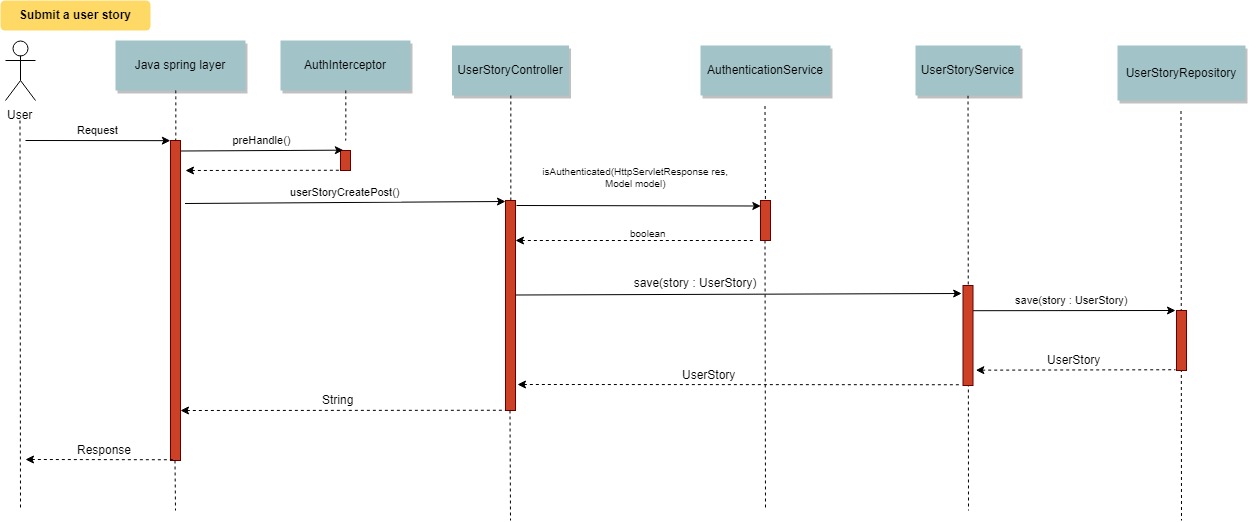 Submit a user story
Java spring layer
AuthInterceptor
UserStoryController
AuthenticationService
UserStoryService
UserStoryRepository
User
Request
preHandle()
isAuthenticated(HttpServletResponse res,
Model model)
userStoryCreatePost()
boolean
save(story : UserStory)
save(story : UserStory)
UserStory
UserStory
String
Response